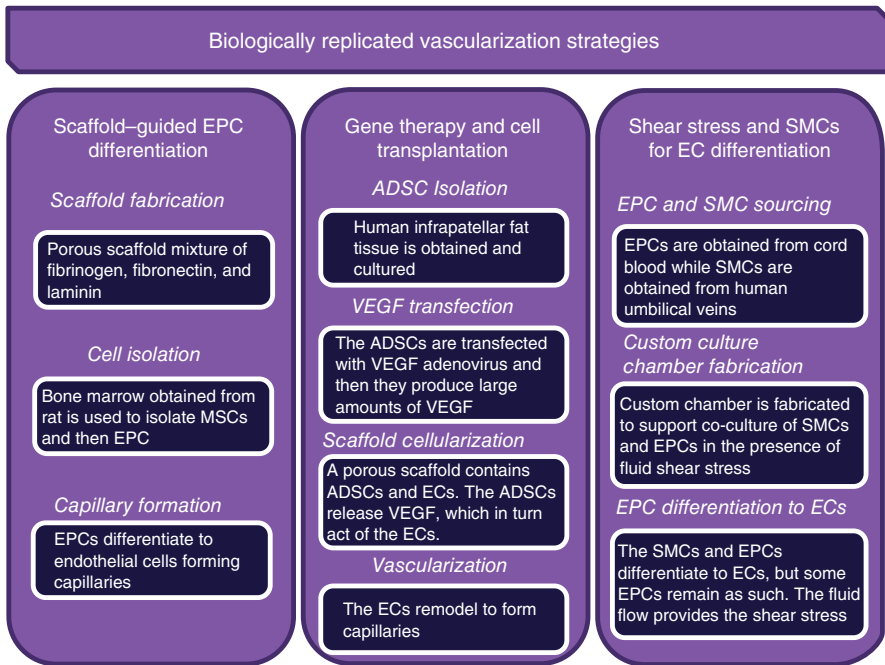 Biologically replicated vascularization strategies
Scaffold–guided EPC
differentiation
Scaffold fabrication
Porous scaffold mixture of
fibrinogen, fibronectin, and
laminin
Cell isolation
Bone marrow obtained from
rat is used to isolate MSCs
and then EPC
Capillary formation
EPCs differentiate to
endothelial cells forming
capillaries
Gene therapy and cell
transplantation
ADSC Isolation
Human infrapatellar fat
tissue is obtained and
cultured
VEGF transfection
The ADSCs are transfected
with VEGF adenovirus and
then they produce large
amounts of VEGF
Scaffold cellularization
A porous scaffold contains
ADSCs and ECs. The ADSCs
release VEGF, which in turn
act of the ECs.
Vascularization
The ECs remodel to form
capillaries
Shear stress and SMCs
for EC differentiation
EPC and SMC sourcing
EPCs are obtained from cord
blood while SMCs are
obtained from human
umbilical veins
Custom culture
chamber fabrication
Custom chamber is fabricated
to support co-culture of SMCs
and EPCs in the presence of
fluid shear stress
EPC differentiation to ECs
The SMCs and EPCs
differentiate to ECs, but some
EPCs remain as such. The fluid
flow provides the shear stress